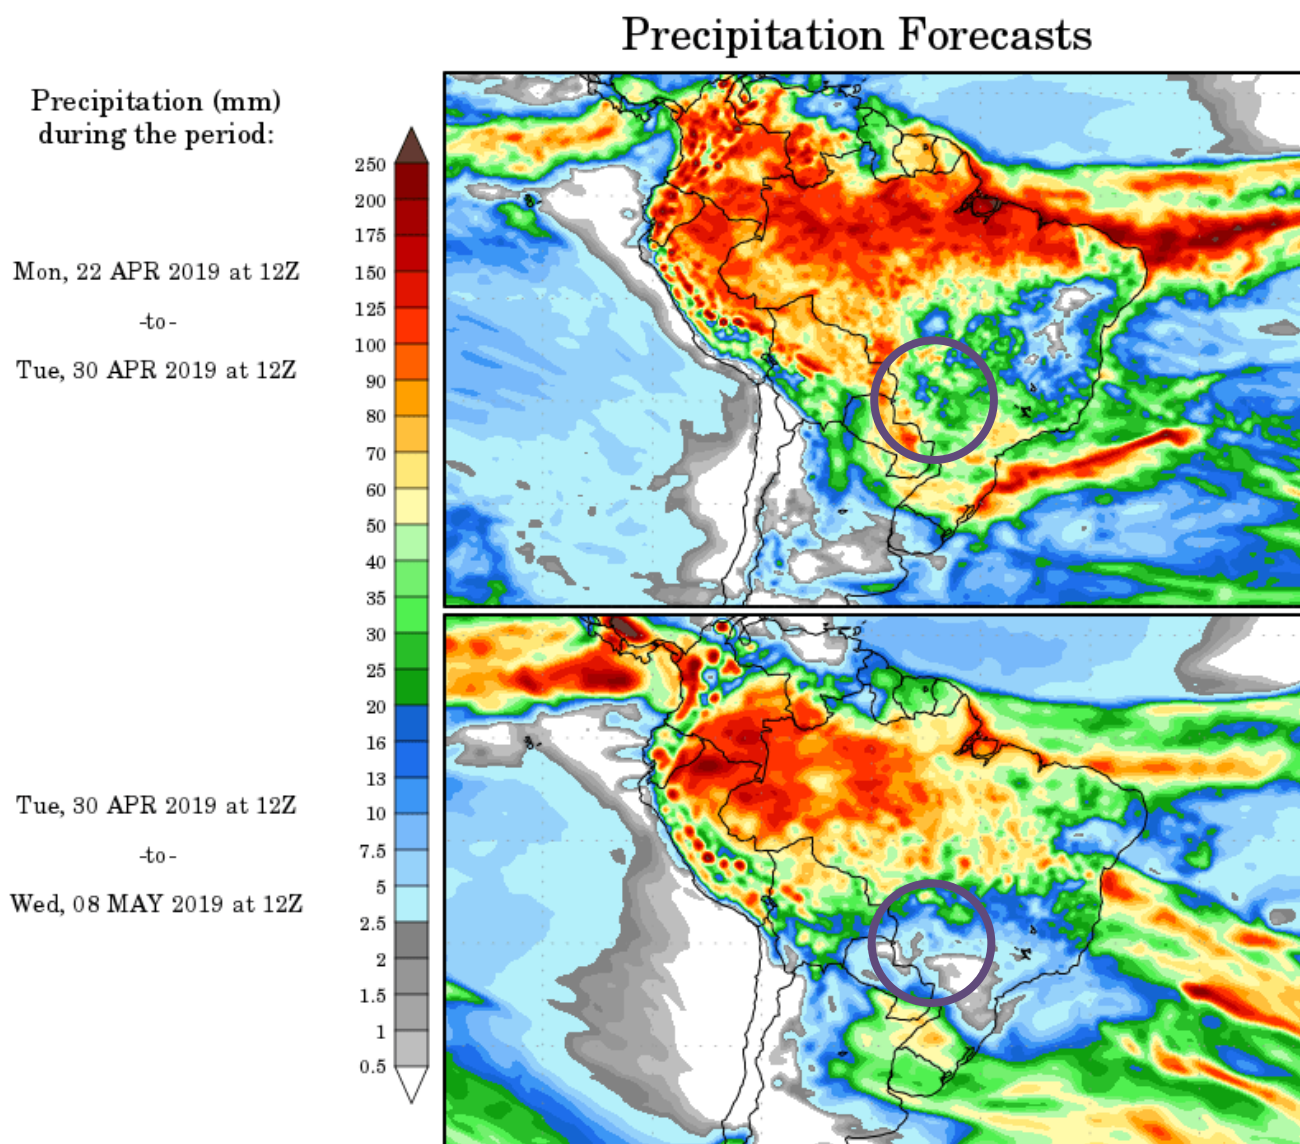 Precipitation Forecasts
Precipitation (mm)
during the period:
Mon, 22 APR 2019 at 12Z
-to-
Tue, 30 APR 2019 at 12Z
Tue, 30 APR 2019 at 12Z
-to-
Wed, 08 MAY 2019 at 12Z
250
200
175
150
125
100
90
80
70
60
50
40
35
30
25
20
16
13
10
7.5
5
2.5
2
1.5
1
0.5